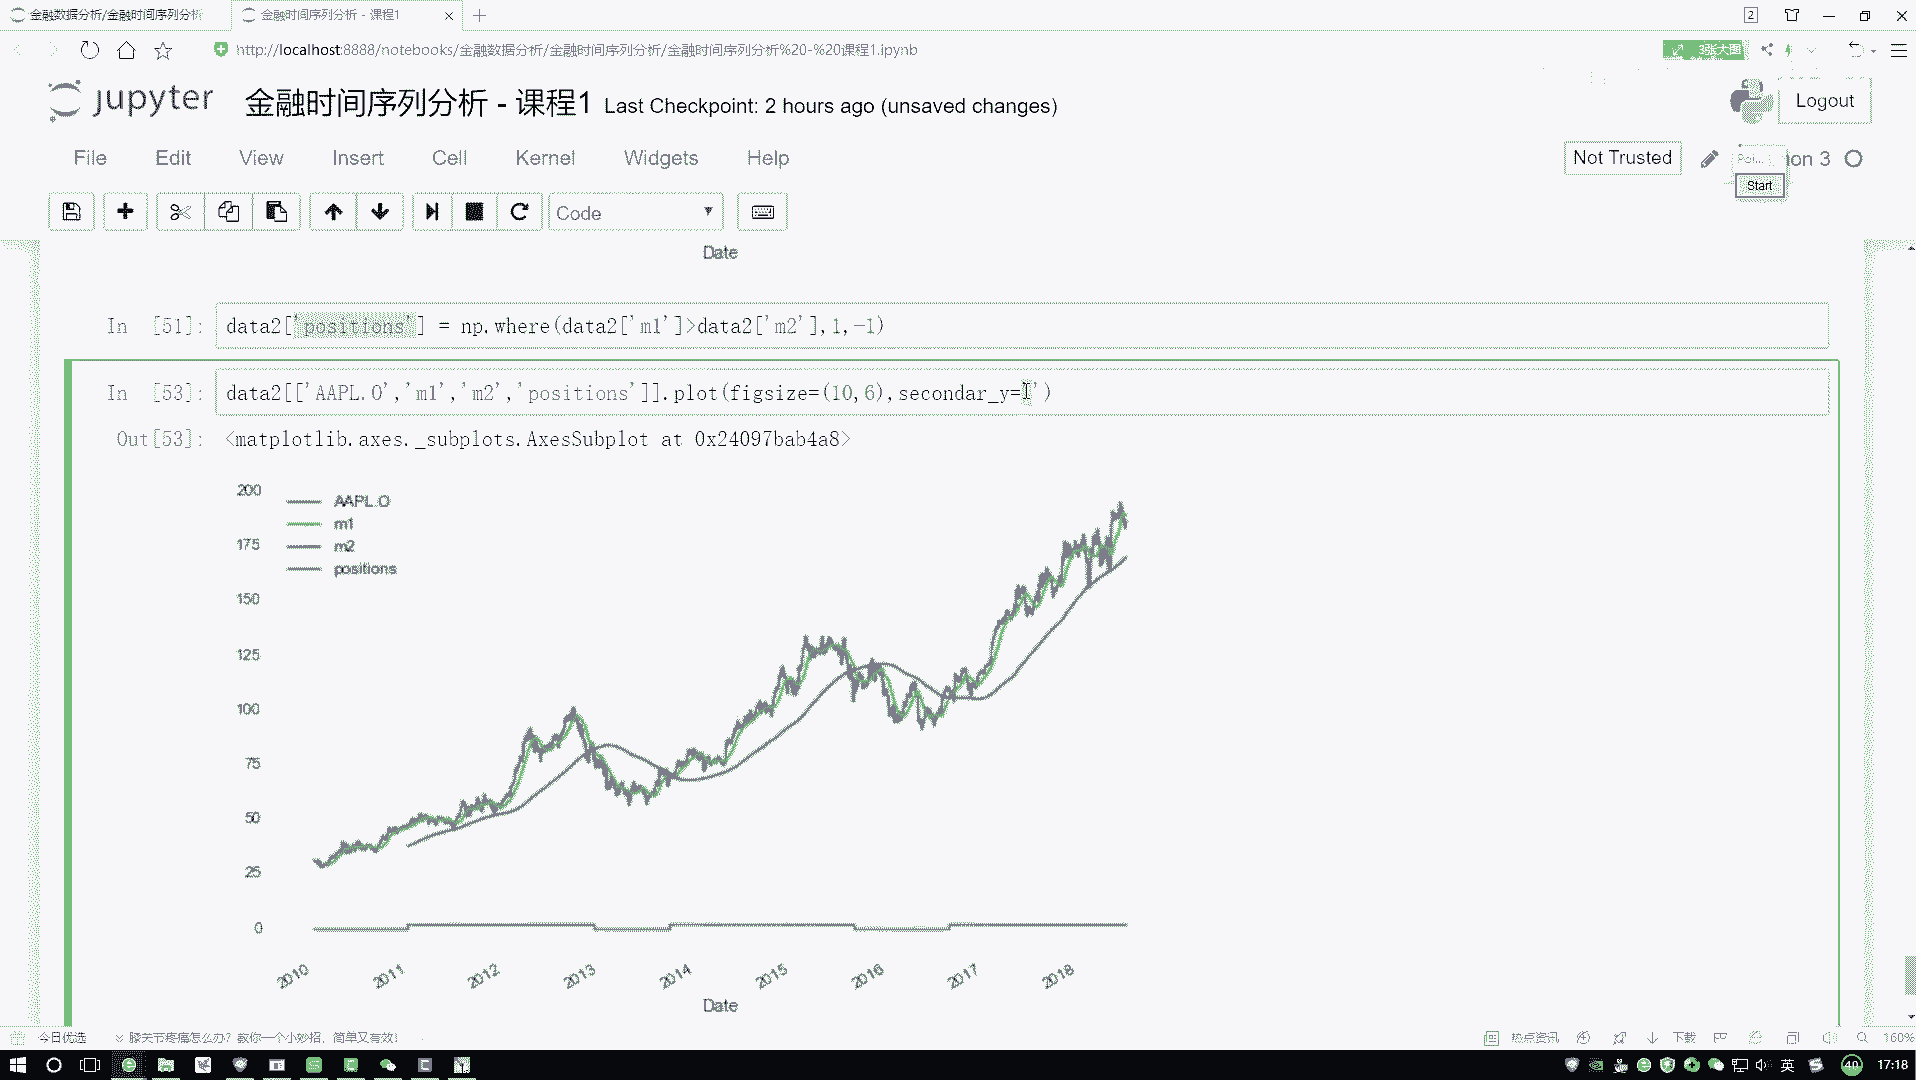 金融数据分析/金融时间序列分析
金融时间序列分析 - 课程1
2
http://localhost:8888/notebooks/金融数据分析/金融时间序列分析/金融时间序列分析%20-%20课程1.ipynb
3张大图
jupyter
金融时间序列分析 - 课程1 Last Checkpoint: 2 hours ago (unsaved changes)
Logout
File Edit View Insert Cell Kernel Widgets Help
Not Trusted
Poi...
on 3
Start
Code
Date
In [51]: data2['positions'] = np.where(data2['m1']>data2['m2'],1,-1)
In [53]: data2[['AAPL.O','m1','m2','positions']].plot(figsize=(10,6),secondar_y='')
Out[53]: <matplotlib.axes._subplots.AxesSubplot at 0x24097bab4a8>
200
175
150
125
100
75
50
25
0
AAPL.O
m1
m2
positions
2010 2011 2012 2013 2014 2015 2016 2017 2018
Date
今日优选
膝关节疼痛怎么办？教你一个小妙招，简单又有效！
热点资讯
下载
160%
英
40
17:18